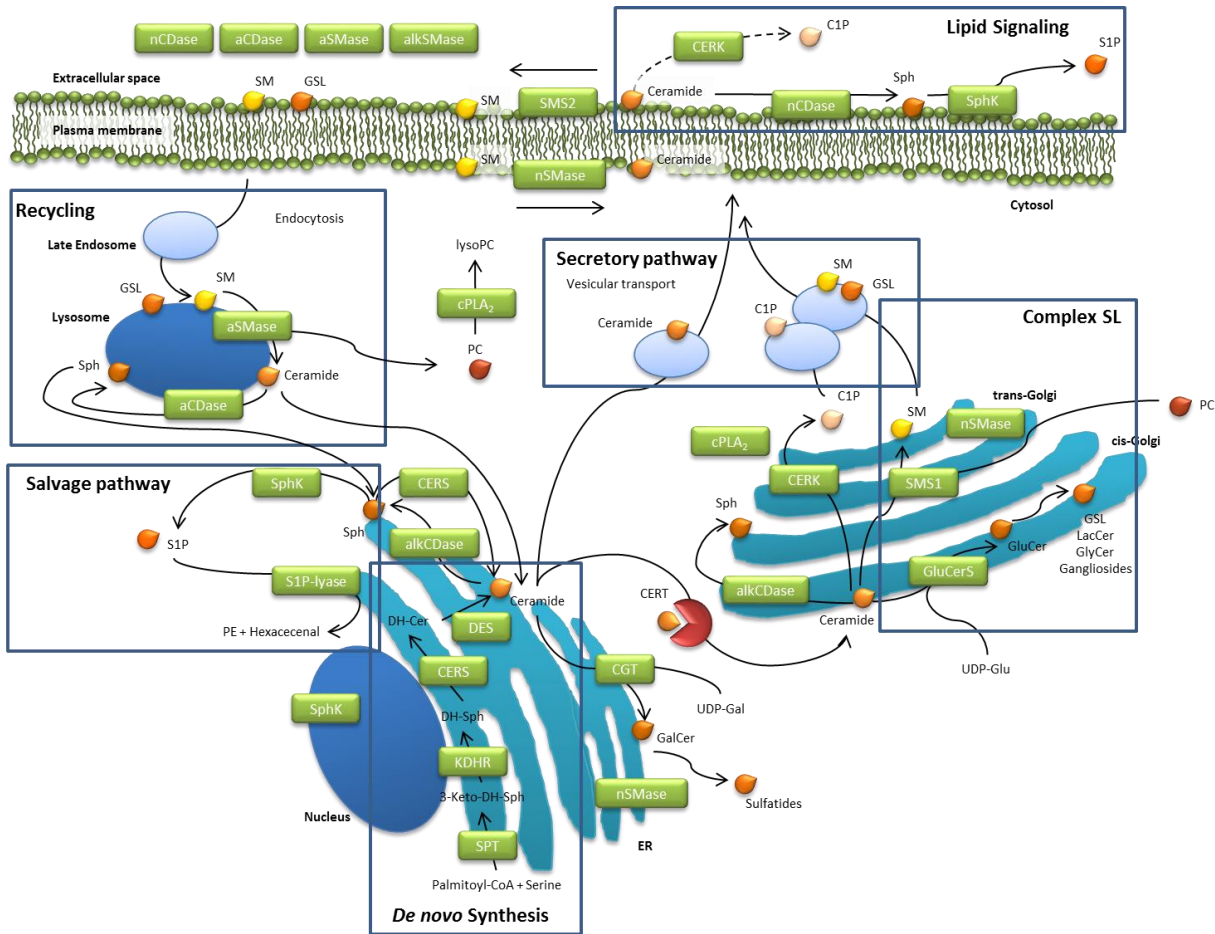 nCDase
aCDase
aSMase
alkSMase
Lipid Signaling
C1P
CERK
S1P
Extracellular space
SM
GSL
SM
SMS2
Ceramide
nCDase
Sph
SphK
Plasma membrane
SM
nSMase
Ceramide
Cytosol
Recycling
Endocytosis
Late Endosome
GSL
SM
Lysosome
aSMase
Sph
Ceramide
aCDase
lysoPC
cPLA2
PC
Secretory pathway
Vesicular transport
Ceramide
SM
GSL
C1P
Complex SL
C1P
SM
trans-Golgi
nSMase
PC
cis-Golgi
cPLA2
CERK
SMS1
Sph
GluCer
GSL
LacCer
GlyCer
Gangliosides
alkCDase
GluCerS
Ceramide
UDP-Glu
Salvage pathway
SphK
CERS
S1P
Sph
alkCDase
S1P-lyase
PE + Hexacecenal
Ceramide
CERT
DH-Cer
DES
CERS
CGT
UDP-Gal
SphK
DH-Sph
GalCer
KDHR
3-Keto-DH-Sph
nSMase
Sulfatides
Nucleus
SPT
ER
Palmitoyl-CoA + Serine
De novo Synthesis